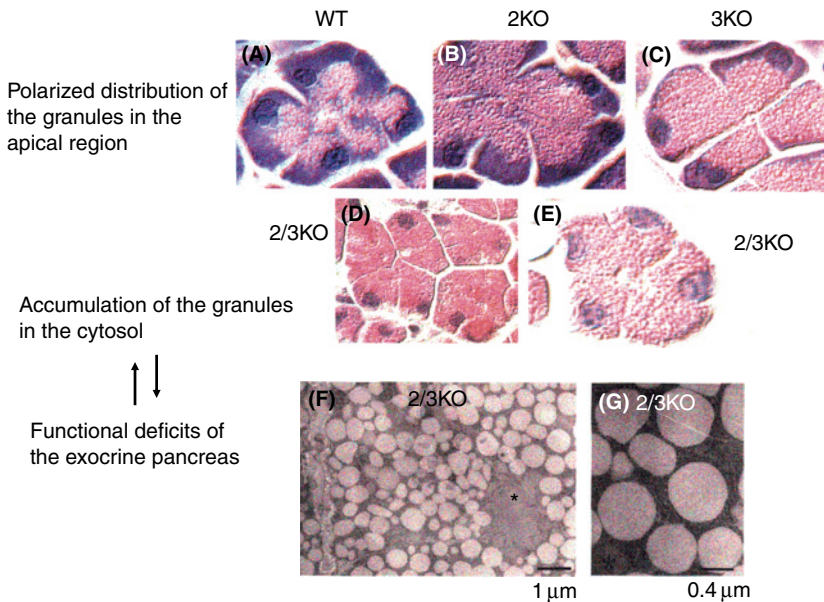 WT 2KO 3KO
(A) (B) (C)
Polarized distribution of
the granules in the
apical region
(D) (E)
2/3KO 2/3KO
Accumulation of the granules
in the cytosol
(F) 2/3KO (G) 2/3KO
Functional deficits of
the exocrine pancreas
*
1 μm 0.4 μm